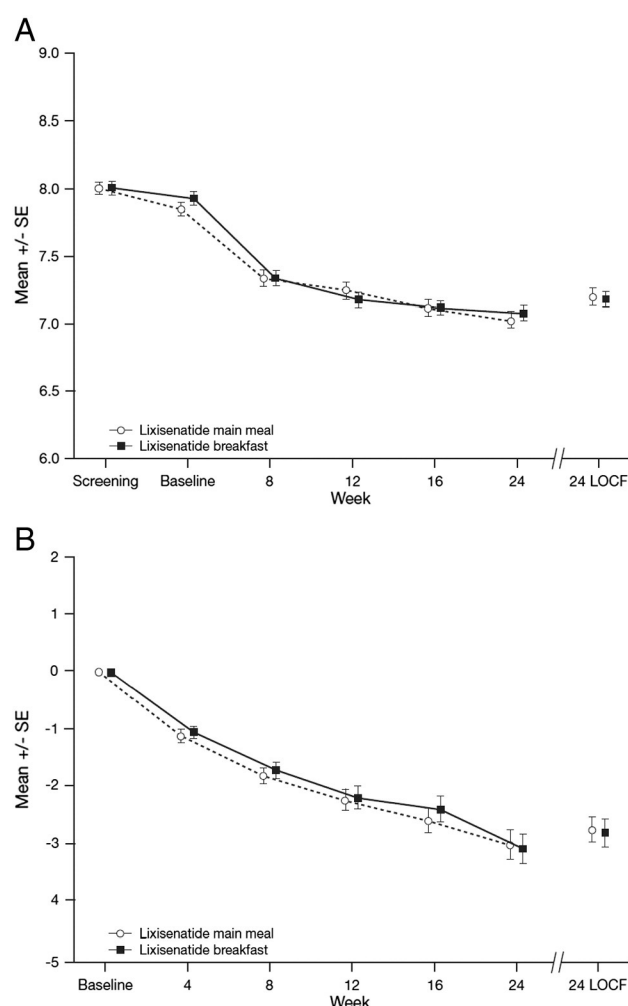 A
9.0
8.5
8.0
7.5
7.0
6.5
6.0
Mean +/- SE
Lixisenatide main meal
Lixisenatide breakfast
Screening Baseline 8 12 16 24 24 LOCF
Week
B
2
1
0
-1
-2
-3
4
-5
Mean +/- SE
Lixisenatide main meal
Lixisenatide breakfast
Baseline 4 8 12 16 24 24 LOCF
Week